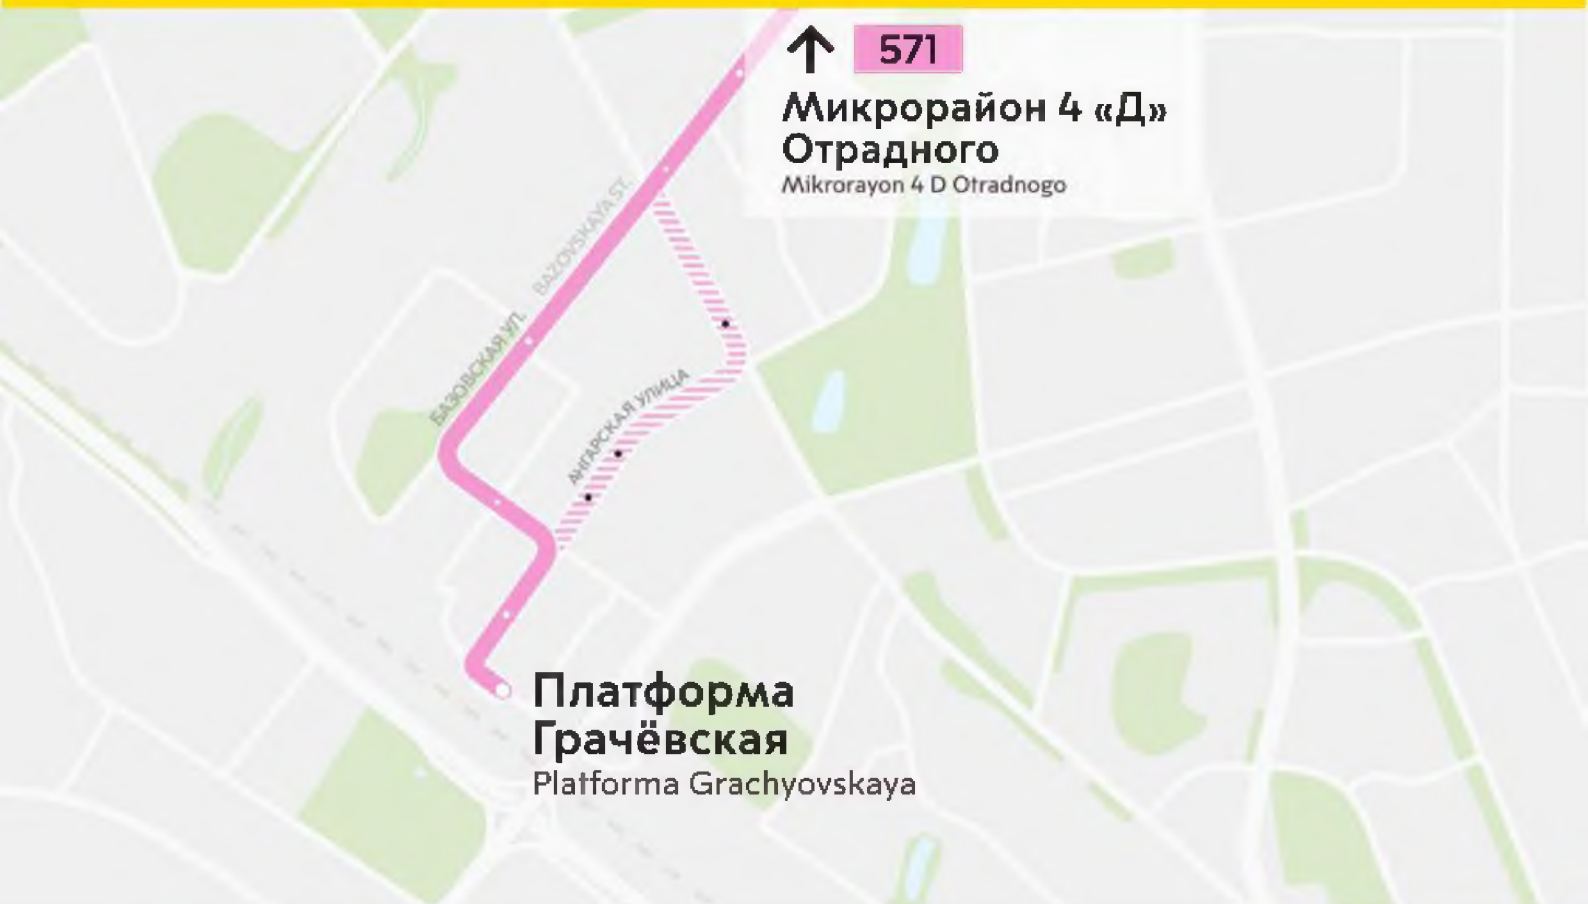 571
Микрорайон 4 «Д»
Отрадного
Mikrorayon 4 D Otradnogo
BAZOVSKAYA ST.
БАЗОВСКАЯ УЛ.
АНГАРСКАЯ УЛИЦА
Платформа
Грачёвская
Platforma Grachyovskaya